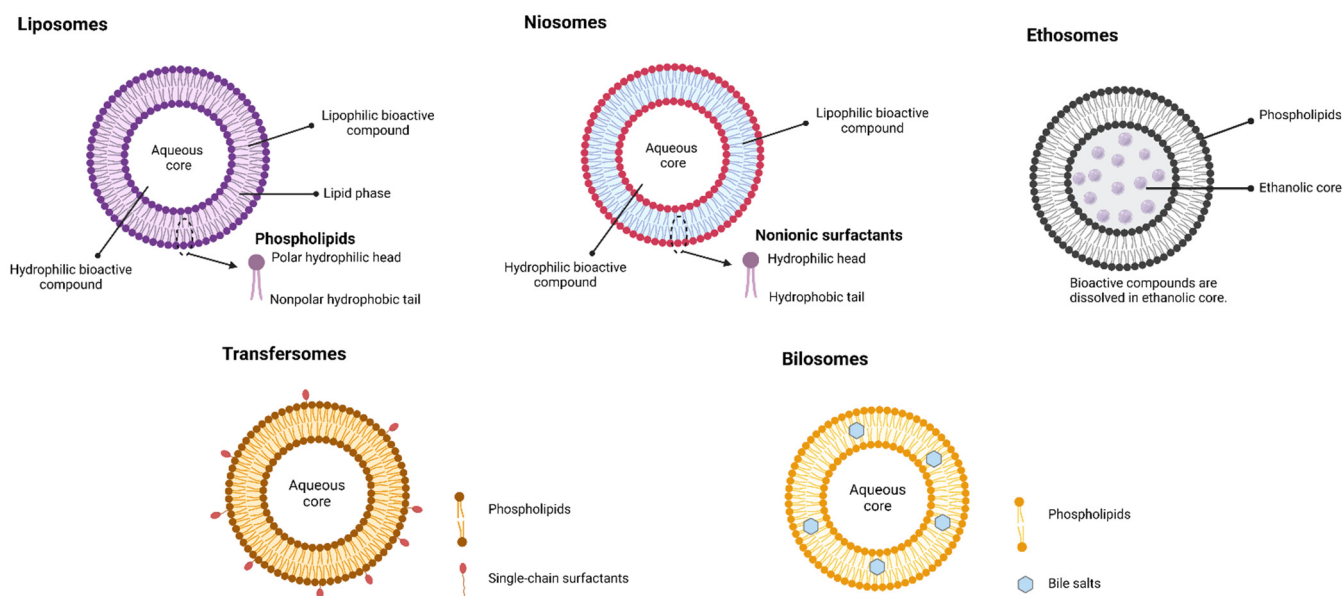 Liposomes
Lipophilic bioactive
compound
Aqueous
core
Lipid phase
Phospholipids
Polar hydrophilic head
Hydrophilic bioactive
compound
Nonpolar hydrophobic tail
Niosomes
Lipophilic bioactive
compound
Aqueous
core
Nonionic surfactants
Hydrophilic head
Hydrophilic bioactive
compound
Hydrophobic tail
Ethosomes
Phospholipids
Ethanolic core
Bioactive compounds are
dissolved in ethanolic core.
Transfersomes
Aqueous
core
Phospholipids
Single-chain surfactants
Bilosomes
Aqueous
core
Phospholipids
Bile salts